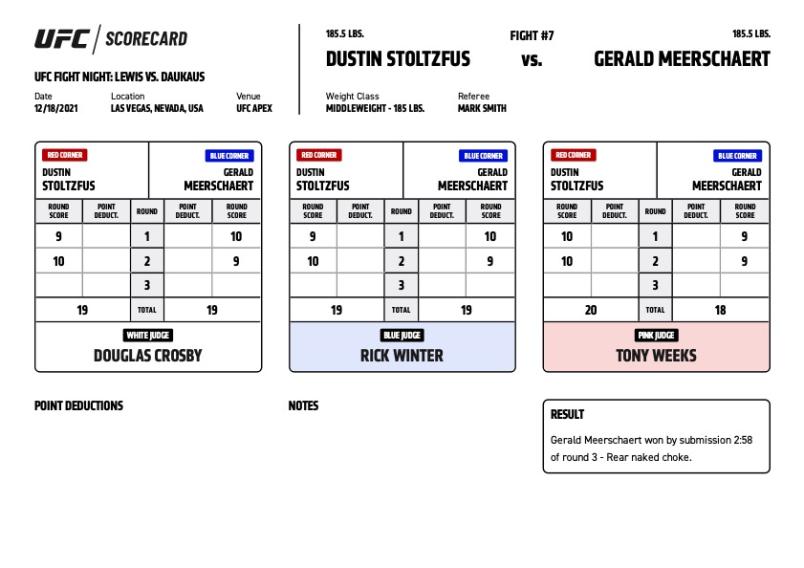 UFC SCORECARD
UFC FIGHT NIGHT: LEWIS VS. DAUKAUS
Date Location Venue
12/18/2021 LAS VEGAS, NEVADA, USA UFC APEX
185.5 LBS. FIGHT #7 185.5 LBS.
DUSTIN STOLTZFUS VS. GERALD MEERSCHAERT
Weight Class Referee
MIDDLEWEIGHT - 185 LBS. MARK SMITH
RED CORNER BLUE CORNER
DUSTIN GERALD
STOLTZFUS MEERSCHAERT
ROUND SCORE POINT DEDUCT. ROUND POINT DEDUCT. ROUND SCORE
9 1 10
10 2 9
3
19 TOTAL 19
WHITE JUDGE
DOUGLAS CROSBY
RED CORNER BLUE CORNER
DUSTIN GERALD
STOLTZFUS MEERSCHAERT
ROUND SCORE POINT DEDUCT. ROUND POINT DEDUCT. ROUND SCORE
9 1 10
10 2 9
3
19 TOTAL 19
BLUE JUDGE
RICK WINTER
RED CORNER BLUE CORNER
DUSTIN GERALD
STOLTZFUS MEERSCHAERT
ROUND SCORE POINT DEDUCT. ROUND POINT DEDUCT. ROUND SCORE
10 1 9
10 2 9
3
20 TOTAL 18
PINK JUDGE
TONY WEEKS
POINT DEDUCTIONS
NOTES
RESULT
Gerald Meerschaert won by submission 2:58
of round 3 - Rear naked choke.